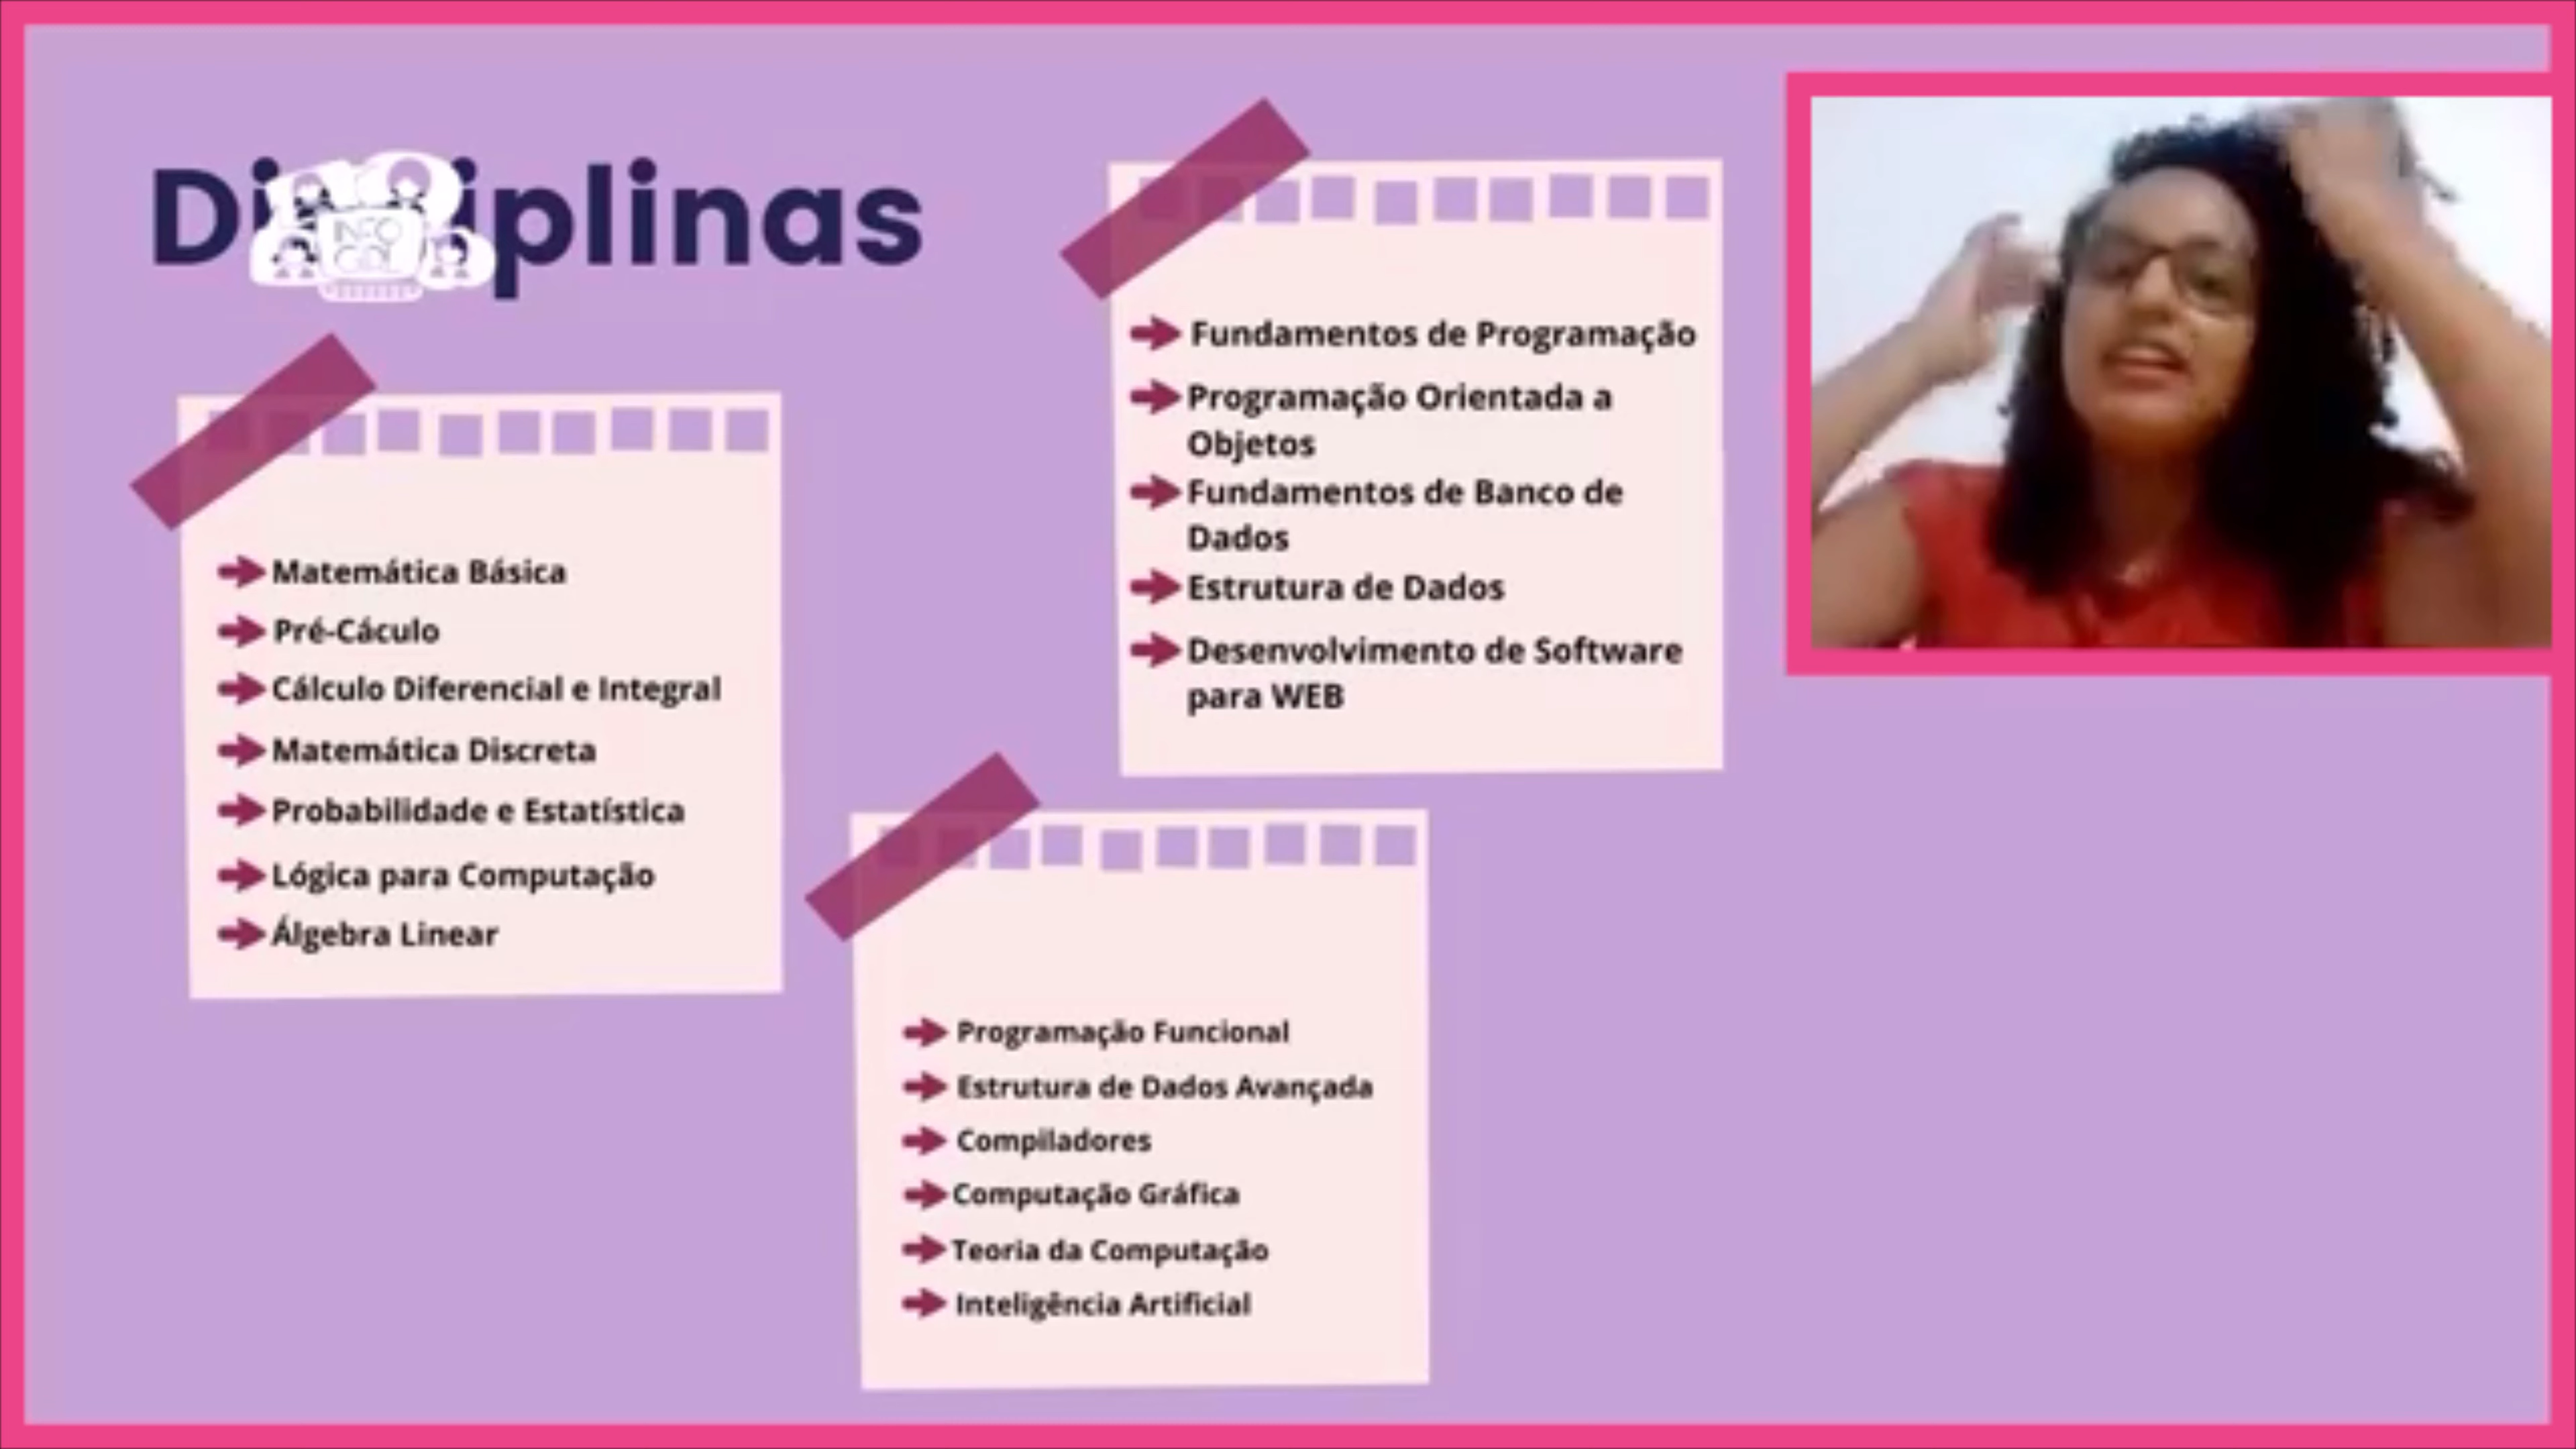 Disciplinas
INFO
GIRL
Matemática Básica
Pré-Cáculo
Cálculo Diferencial e Integral
Matemática Discreta
Probabilidade e Estatística
Lógica para Computação
Álgebra Linear
Fundamentos de Programação
Programação Orientada a
Objetos
Fundamentos de Banco de
Dados
Estrutura de Dados
Desenvolvimento de Software
para WEB
Programação Funcional
Estrutura de Dados Avançada
Compiladores
Computação Gráfica
Teoria da Computação
Inteligência Artificial